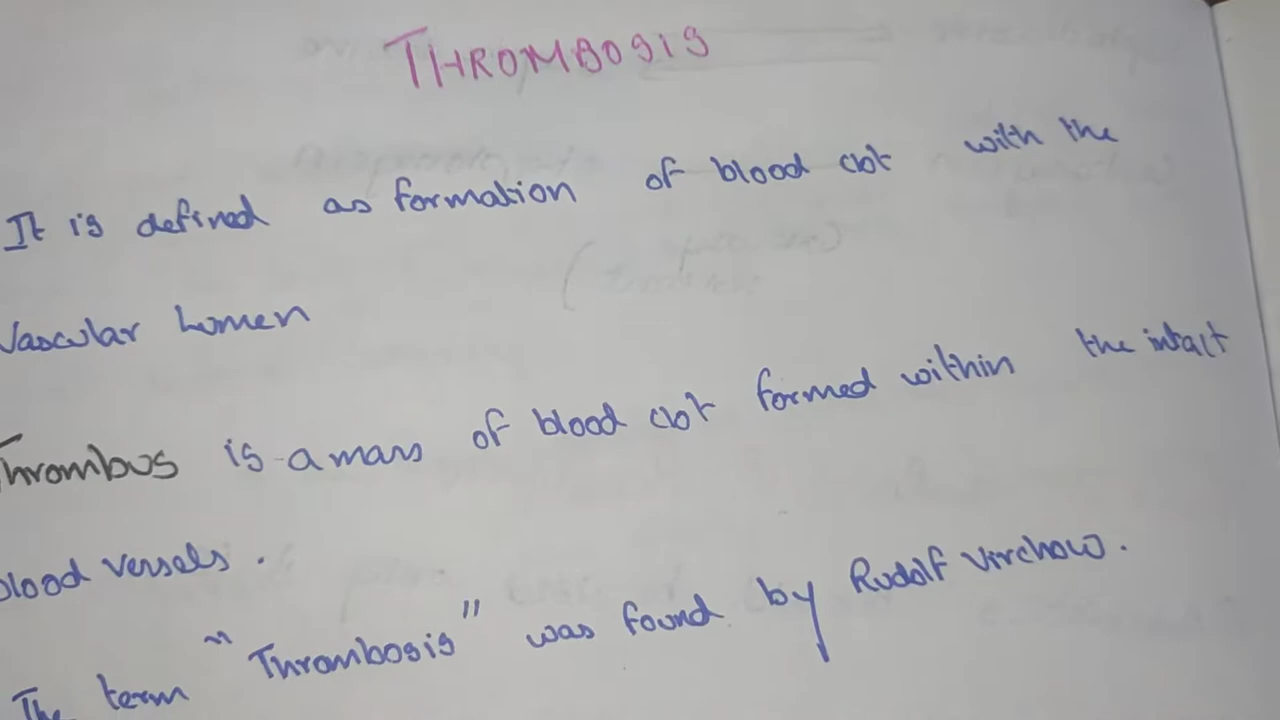 THROMBOSIS
It is defined as formation of blood clot with the
Vascular lumen
Thrombus is a mass of blood clot formed within the intact
blood vessels.
The term "Thrombosis" was found by Rudolf Virchow.